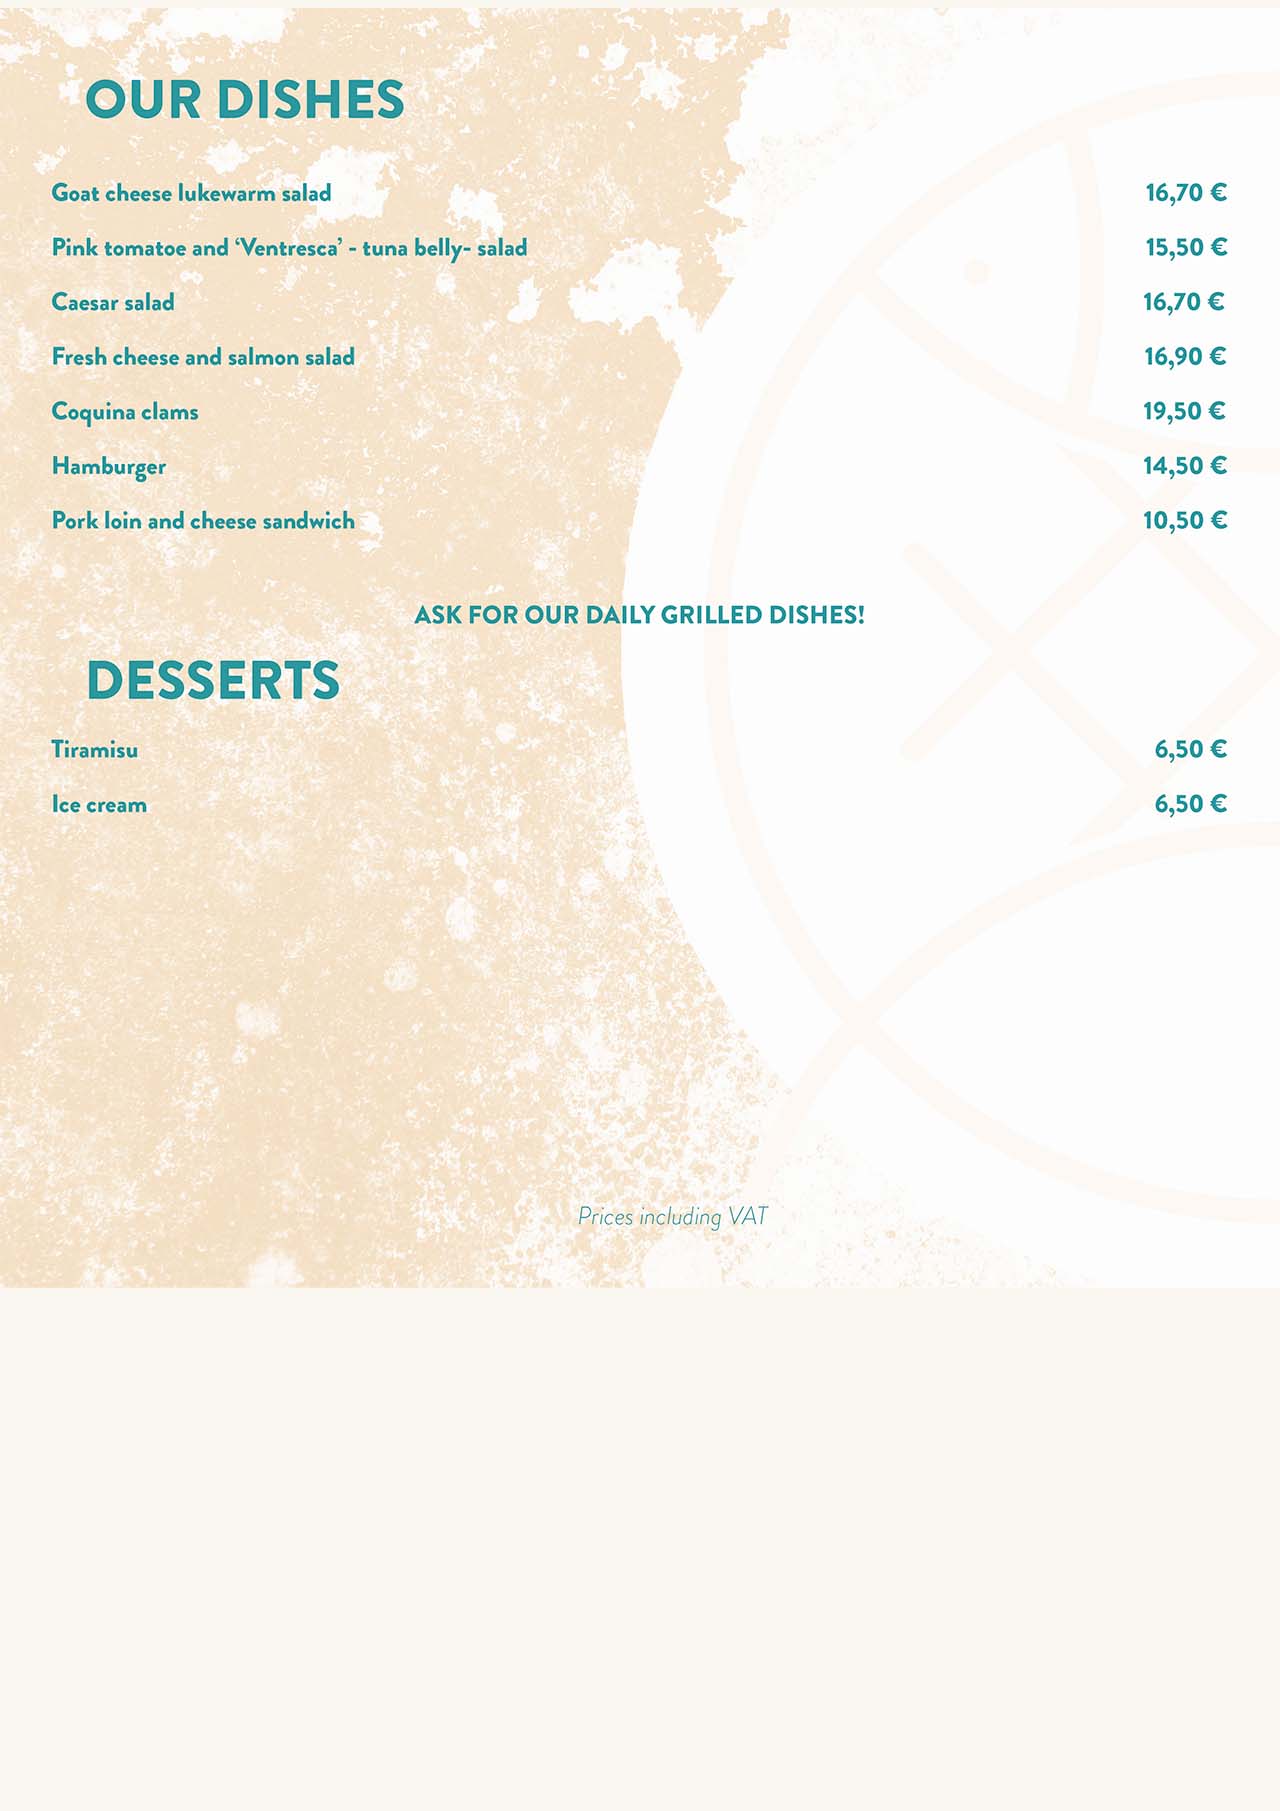 OUR DISHES
Goat cheese lukewarm salad 16,70 €
Pink tomatoe and ‘Ventresca’ - tuna belly- salad 15,50 €
Caesar salad 16,70 €
Fresh cheese and salmon salad 16,90 €
Coquina clams 19,50 €
Hamburger 14,50 €
Pork loin and cheese sandwich 10,50 €
ASK FOR OUR DAILY GRILLED DISHES!
DESSERTS
Tiramisu 6,50 €
Ice cream 6,50 €
Prices including VAT